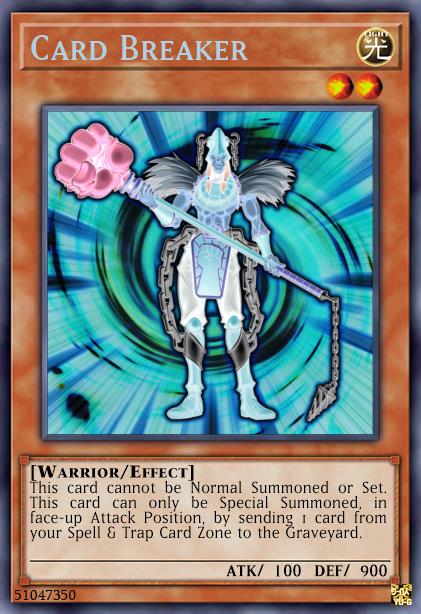 Card Breaker
LIGHT
光
[Warrior/Effect]
This card cannot be Normal Summoned or Set.
This card can only be Special Summoned, in
face-up Attack Position, by sending 1 card from
your Spell & Trap Card Zone to the Graveyard.
ATK/ 100 DEF/ 900
51047350